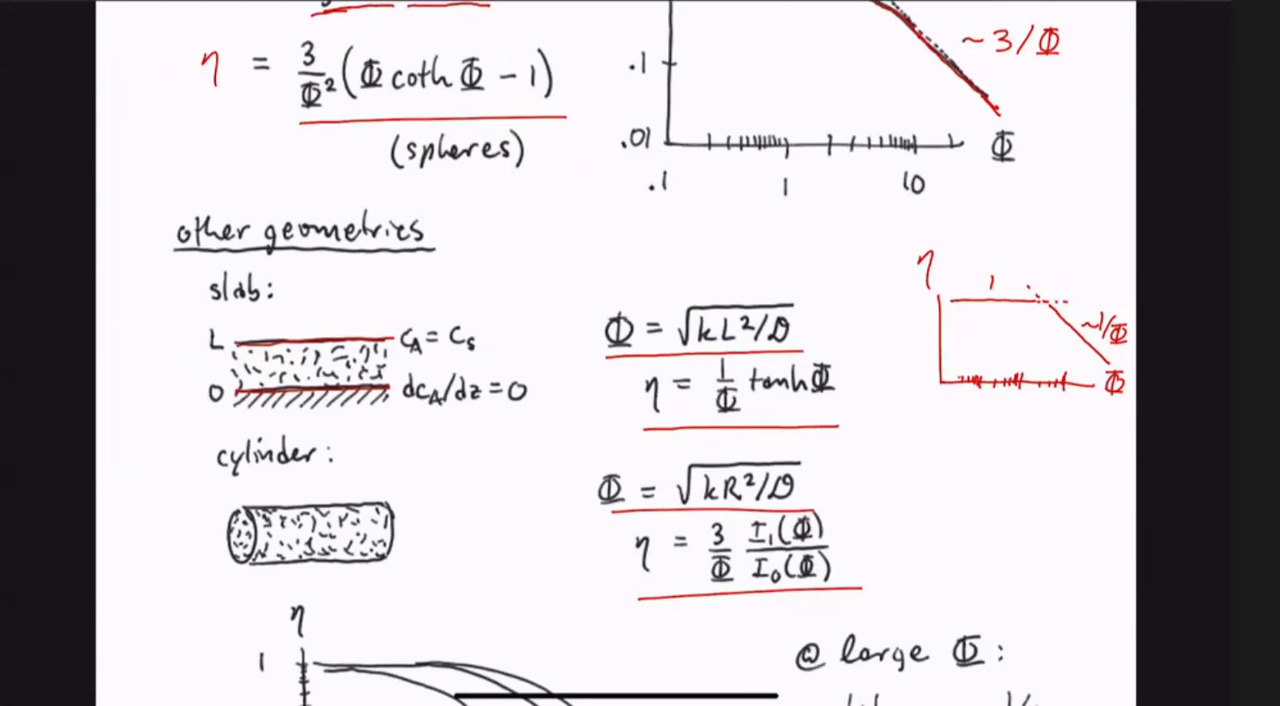 η = 3/Φ² (Φ coth Φ − 1)
(spheres)
.1
.01
.1 1 10
Φ
~3/Φ
other geometries
slab:
L
C_A = C_s
0
dC_A/dz = 0
Φ = √(kL²/𝒟)
η = 1/Φ tanh Φ
η
1
~1/Φ
Φ
cylinder:
Φ = √(kR²/𝒟)
η = 3/Φ I₁(Φ)/I₀(Φ)
η
1
@ large Φ: